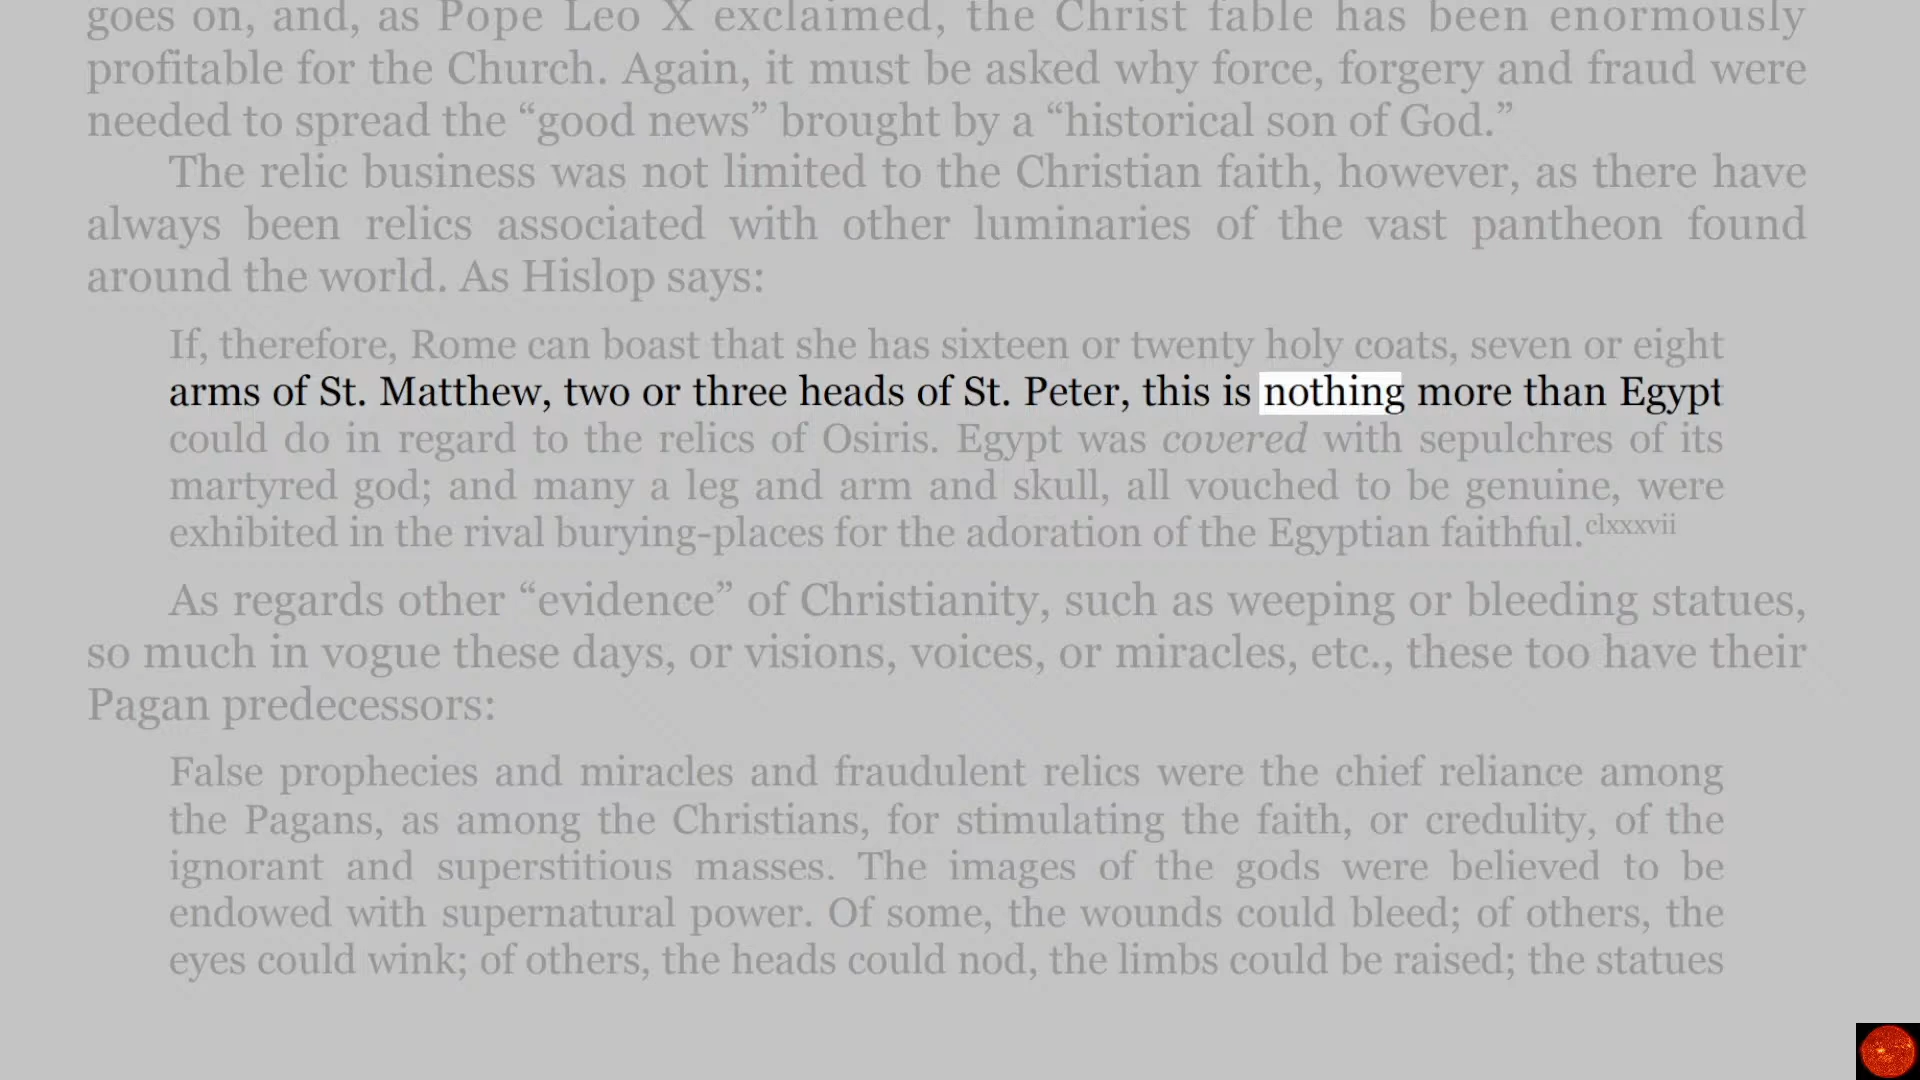 goes on, and, as Pope Leo X exclaimed, the Christ fable has been enormously
profitable for the Church. Again, it must be asked why force, forgery and fraud were
needed to spread the “good news” brought by a “historical son of God.”
The relic business was not limited to the Christian faith, however, as there have
always been relics associated with other luminaries of the vast pantheon found
around the world. As Hislop says:
If, therefore, Rome can boast that she has sixteen or twenty holy coats, seven or eight
arms of St. Matthew, two or three heads of St. Peter, this is nothing more than Egypt
could do in regard to the relics of Osiris. Egypt was covered with sepulchres of its
martyred god; and many a leg and arm and skull, all vouched to be genuine, were
exhibited in the rival burying-places for the adoration of the Egyptian faithful.clxxxvii
As regards other “evidence” of Christianity, such as weeping or bleeding statues,
so much in vogue these days, or visions, voices, or miracles, etc., these too have their
Pagan predecessors:
False prophecies and miracles and fraudulent relics were the chief reliance among
the Pagans, as among the Christians, for stimulating the faith, or credulity, of the
ignorant and superstitious masses. The images of the gods were believed to be
endowed with supernatural power. Of some, the wounds could bleed; of others, the
eyes could wink; of others, the heads could nod, the limbs could be raised; the statues